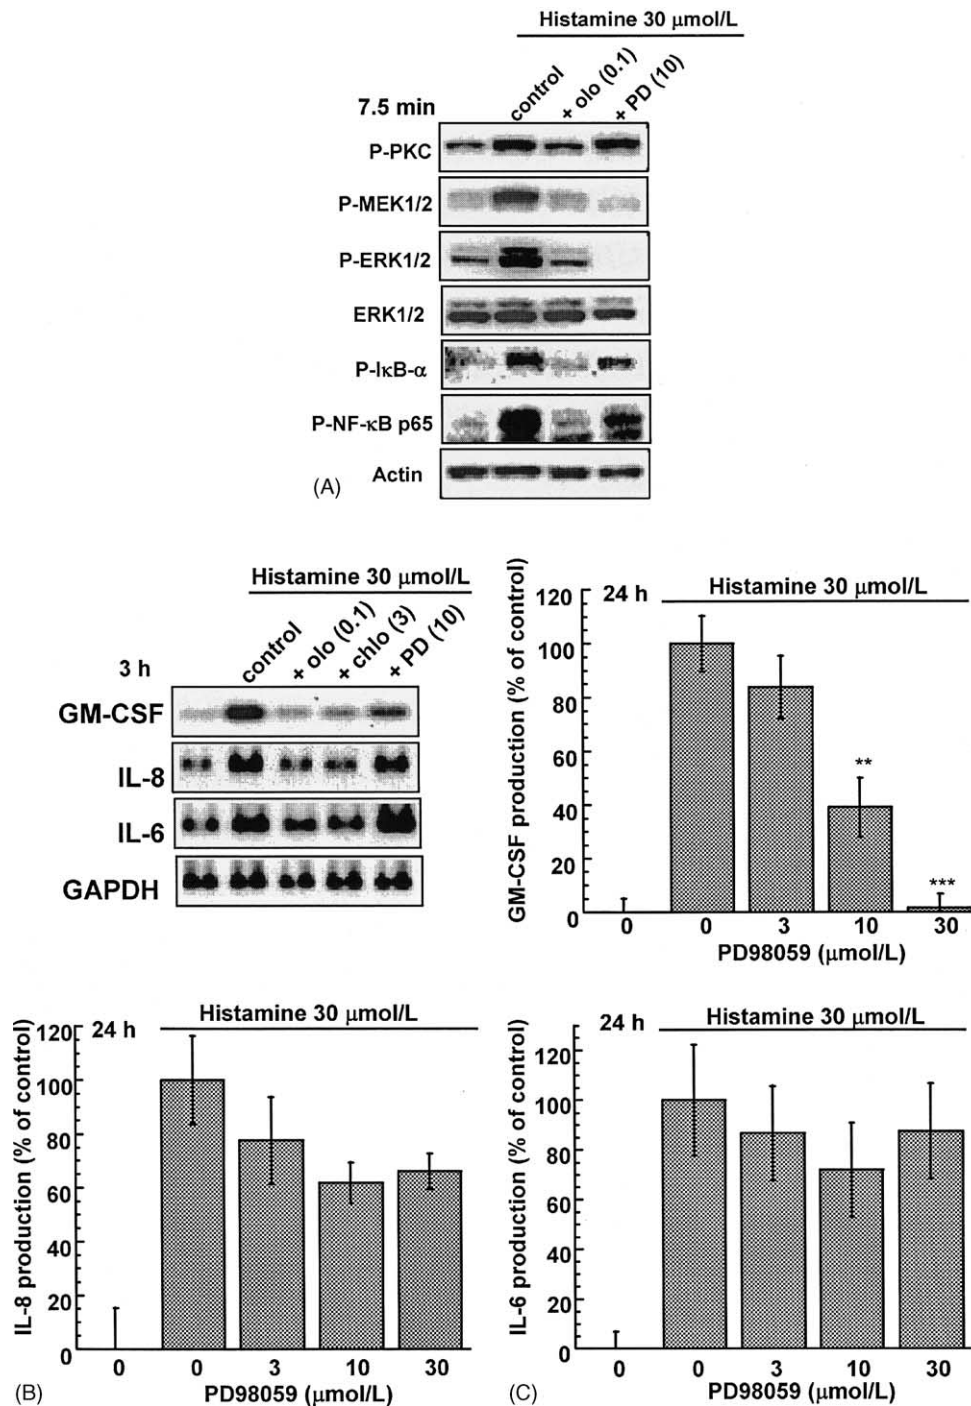 Histamine 30 μmol/L
7.5 min
control
+ olo (0.1)
+ PD (10)
P-PKC
P-MEK1/2
P-ERK1/2
ERK1/2
P-IκB-α
P-NF-κB p65
Actin
(A)
Histamine 30 μmol/L
3 h
control
+ olo (0.1)
+ chlo (3)
+ PD (10)
GM-CSF
IL-8
IL-6
GAPDH
GM-CSF production (% of control)
120
100
80
60
40
20
0
24 h
Histamine 30 μmol/L
**
***
0 0 3 10 30
PD98059 (μmol/L)
IL-8 production (% of control)
120
100
80
60
40
20
0
24 h
Histamine 30 μmol/L
0 0 3 10 30
PD98059 (μmol/L)
(B)
IL-6 production (% of control)
120
100
80
60
40
20
0
24 h
Histamine 30 μmol/L
0 0 3 10 30
PD98059 (μmol/L)
(C)